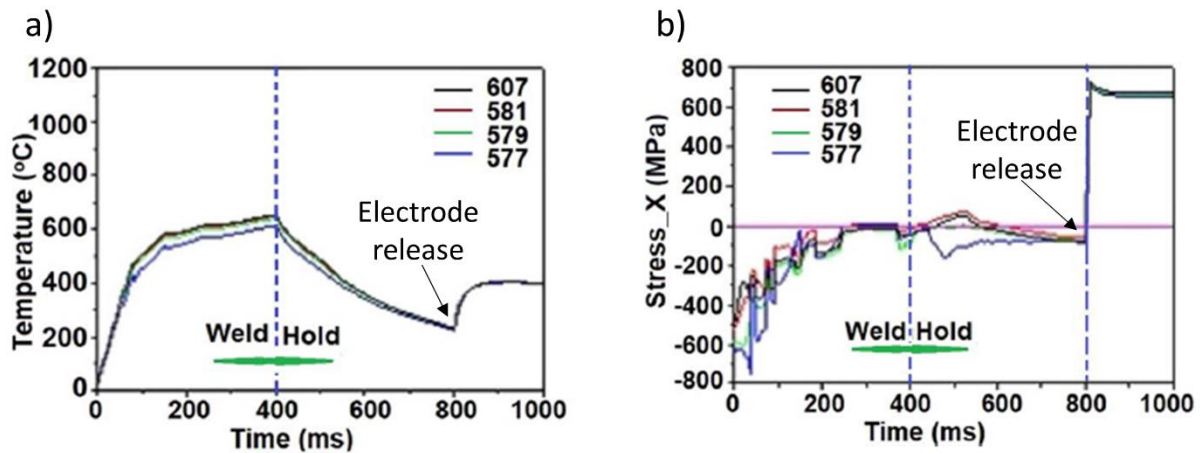 a)
1200
1000
800
600
400
200
0
Temperature (°C)
607
581
579
577
Electrode
release
Weld Hold
0 200 400 600 800 1000
Time (ms)
b)
800
600
400
200
0
-200
-400
-600
-800
Stress_X (MPa)
607
581
579
577
Electrode
release
Weld Hold
0 200 400 600 800 1000
Time (ms)